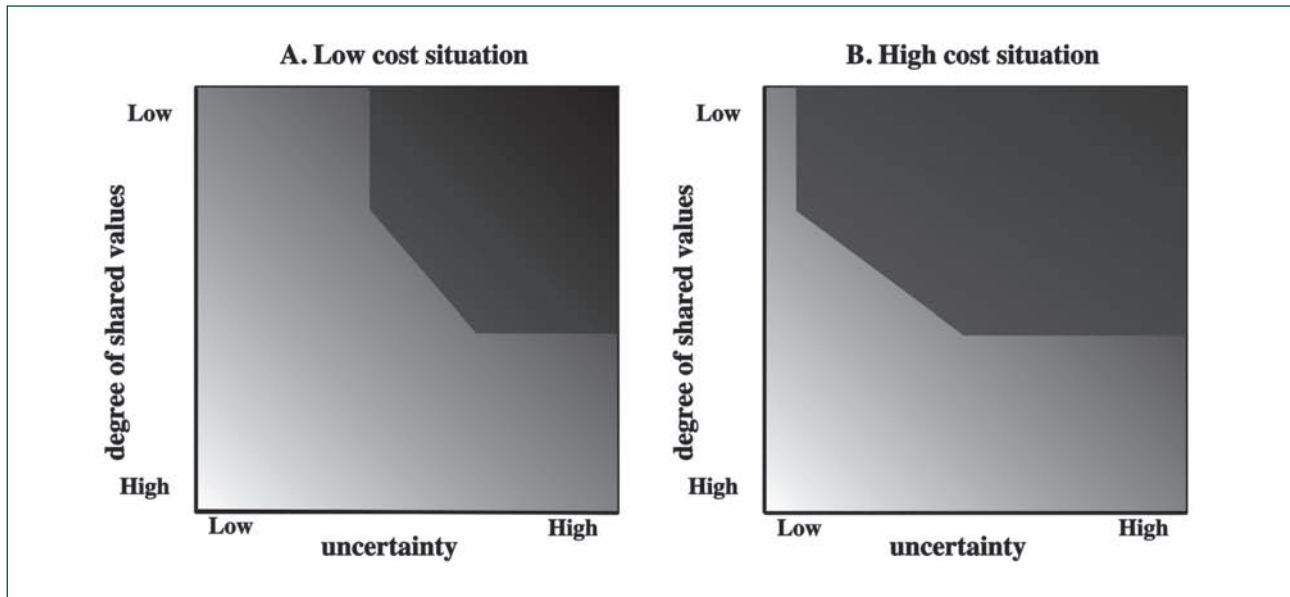 A. Low cost situation
Low
degree of shared values
High
Low
High
uncertainty
B. High cost situation
Low
degree of shared values
High
Low
High
uncertainty